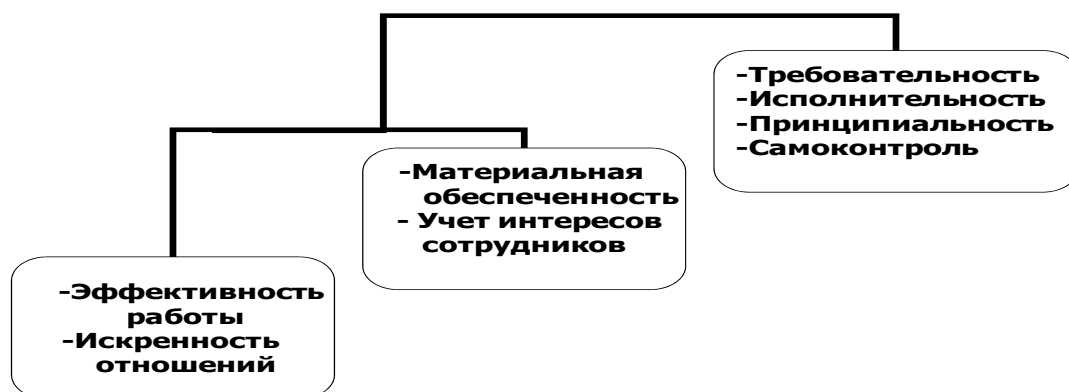 -Требовательность
-Исполнительность
-Принципиальность
-Самоконтроль
-Материальная
обеспеченность
- Учет интересов
сотрудников
-Эффективность
работы
-Искренность
отношений